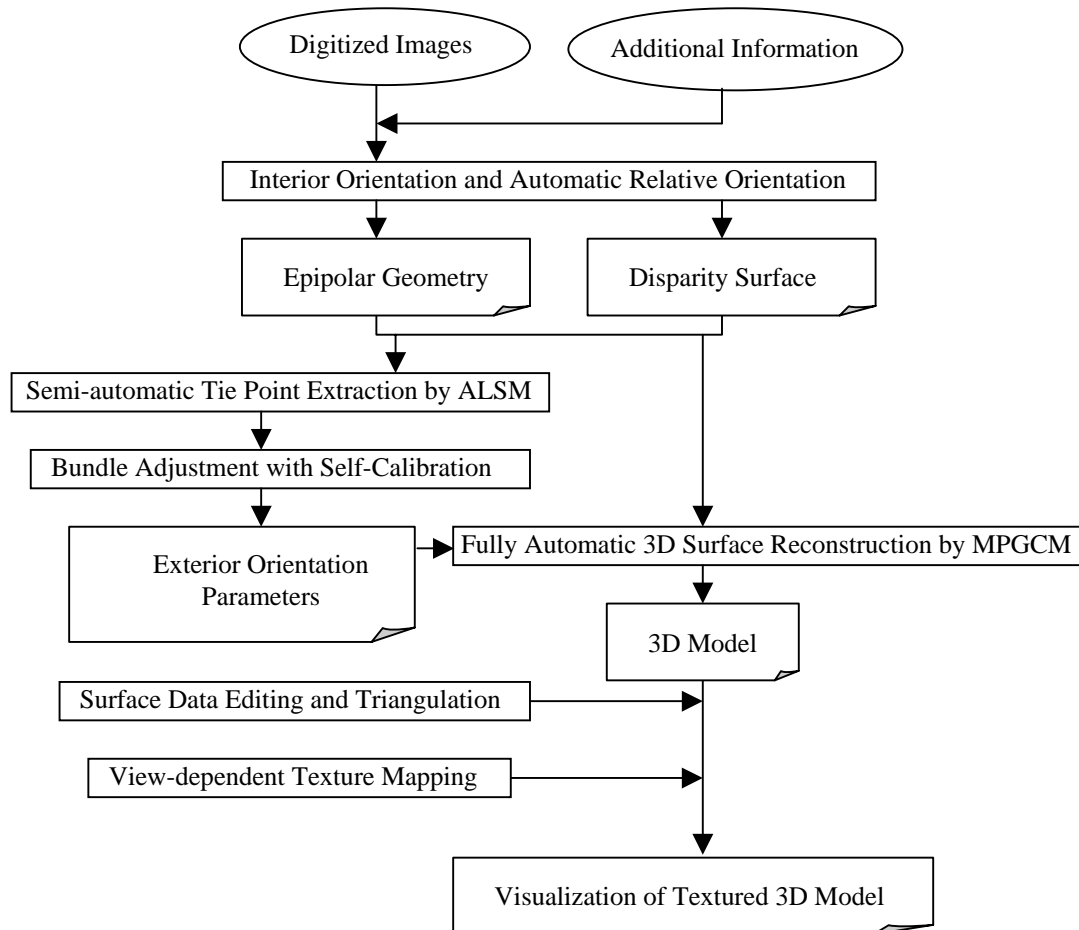 Digitized Images
Additional Information
Interior Orientation and Automatic Relative Orientation
Epipolar Geometry
Disparity Surface
Semi-automatic Tie Point Extraction by ALSM
Bundle Adjustment with Self-Calibration
Exterior Orientation
Parameters
Fully Automatic 3D Surface Reconstruction by MPGCM
3D Model
Surface Data Editing and Triangulation
View-dependent Texture Mapping
Visualization of Textured 3D Model